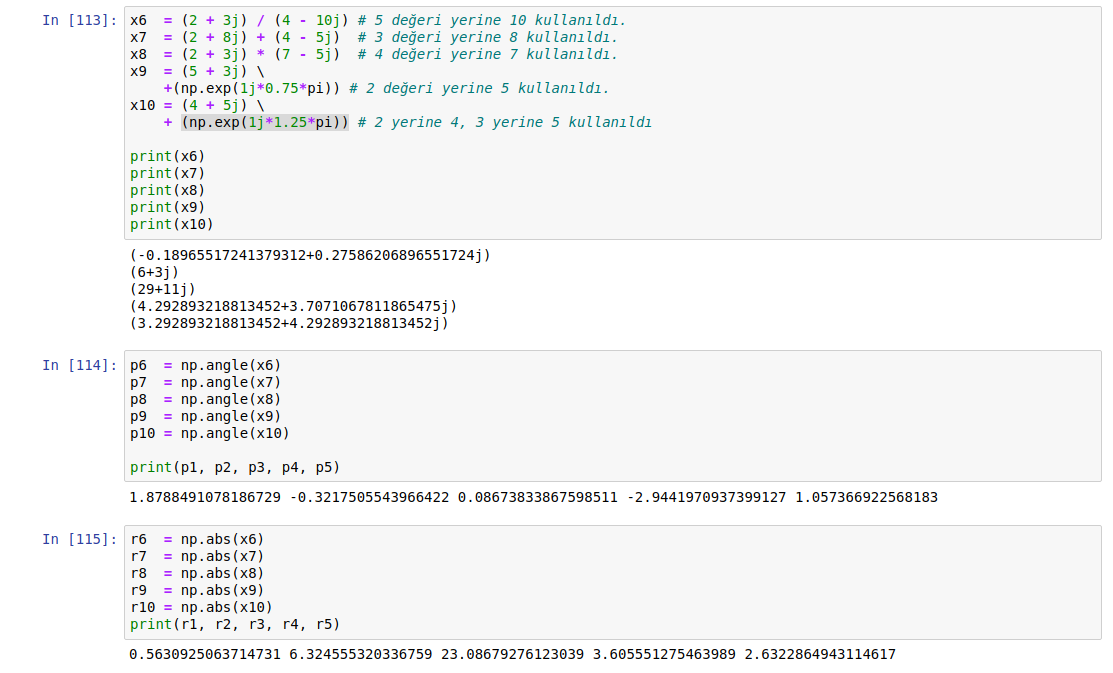 In [113]: x6  = (2 + 3j) / (4 - 10j) # 5 değeri yerine 10 kullanıldı.
x7  = (2 + 8j) + (4 - 5j)  # 3 değeri yerine 8 kullanıldı.
x8  = (2 + 3j) * (7 - 5j)  # 4 değeri yerine 7 kullanıldı.
x9  = (5 + 3j) \
    +(np.exp(1j*0.75*pi)) # 2 değeri yerine 5 kullanıldı.
x10 = (4 + 5j) \
    + (np.exp(1j*1.25*pi)) # 2 yerine 4, 3 yerine 5 kullanıldı
print(x6)
print(x7)
print(x8)
print(x9)
print(x10)
(-0.18965517241379312+0.27586206896551724j)
(6+3j)
(29+11j)
(4.292893218813452+3.7071067811865475j)
(3.292893218813452+4.292893218813452j)
In [114]: p6  = np.angle(x6)
p7  = np.angle(x7)
p8  = np.angle(x8)
p9  = np.angle(x9)
p10 = np.angle(x10)
print(p1, p2, p3, p4, p5)
1.8788491078186729 -0.3217505543966422 0.08673833867598511 -2.9441970937399127 1.057366922568183
In [115]: r6  = np.abs(x6)
r7  = np.abs(x7)
r8  = np.abs(x8)
r9  = np.abs(x9)
r10 = np.abs(x10)
print(r1, r2, r3, r4, r5)
0.5630925063714731 6.324555320336759 23.08679276123039 3.605551275463989 2.6322864943114617